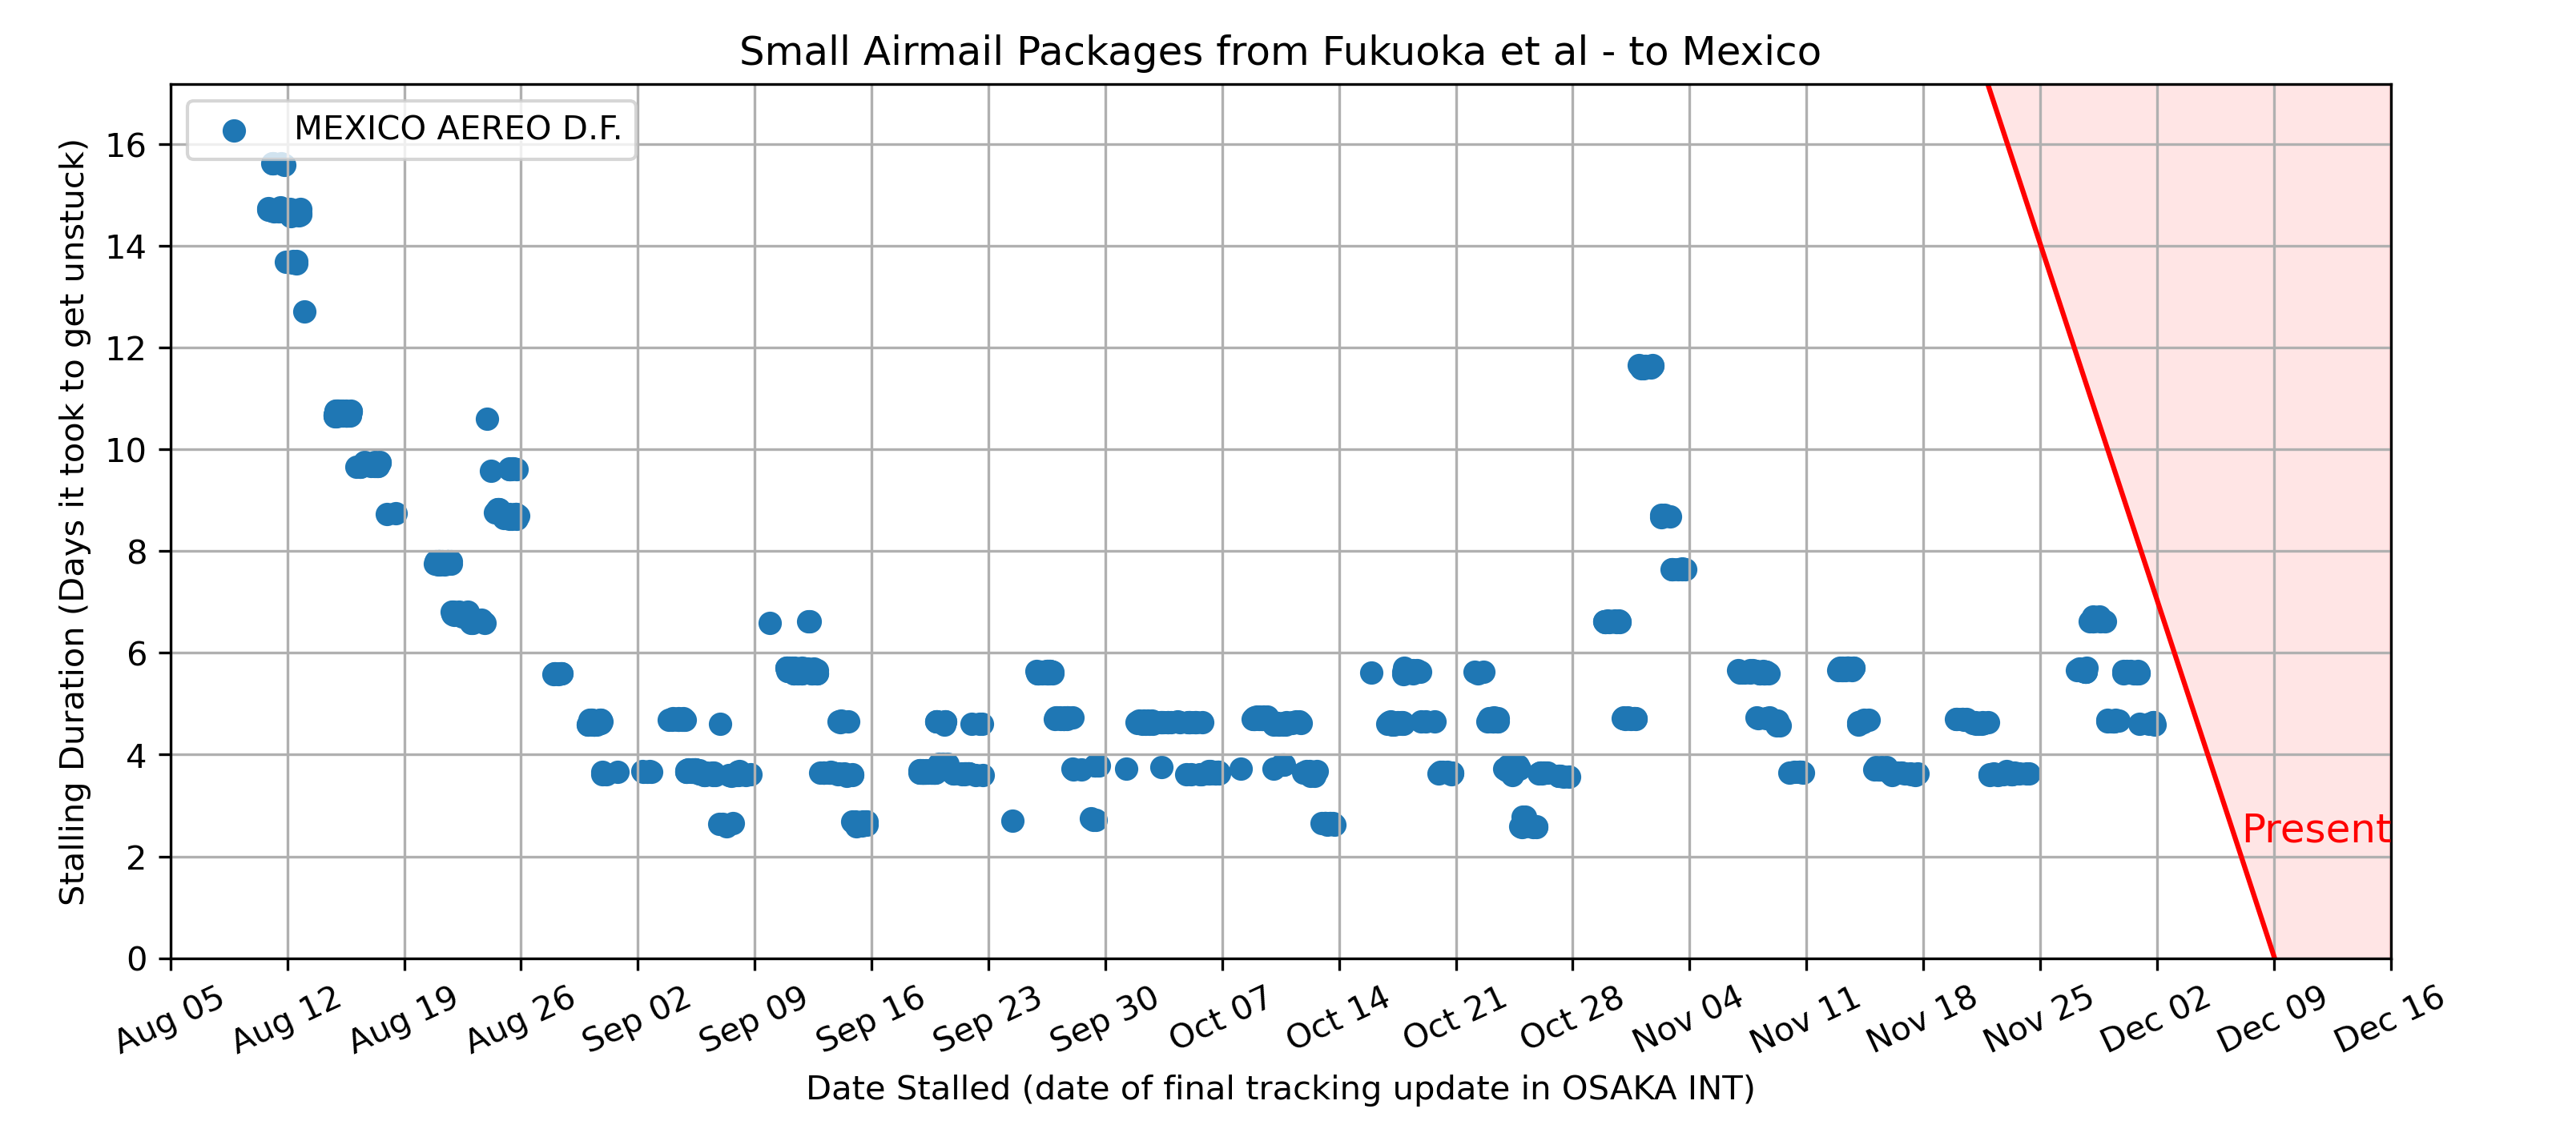 Small Airmail Packages from Fukuoka et al - to Mexico
MEXICO AEREO D.F.
Stalling Duration (Days it took to get unstuck)
16
14
12
10
8
6
4
2
0
Present
Aug 05
Aug 12
Aug 19
Aug 26
Sep 02
Sep 09
Sep 16
Sep 23
Sep 30
Oct 07
Oct 14
Oct 21
Oct 28
Nov 04
Nov 11
Nov 18
Nov 25
Dec 02
Dec 09
Dec 16
Date Stalled (date of final tracking update in OSAKA INT)